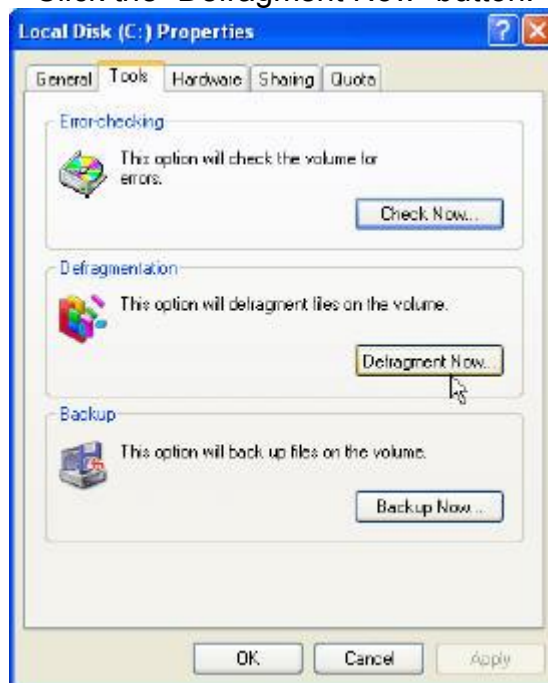 Click the "Defragment Now" button.
Local Disk (C:) Properties
General Tools Hardware Sharing Quota
Error-checking
This option will check the volume for
errors.
Check Now...
Defragmentation
This option will defragment files on the volume.
Defragment Now...
Backup
This option will back up files on the volume.
Backup Now...
OK Cancel Apply